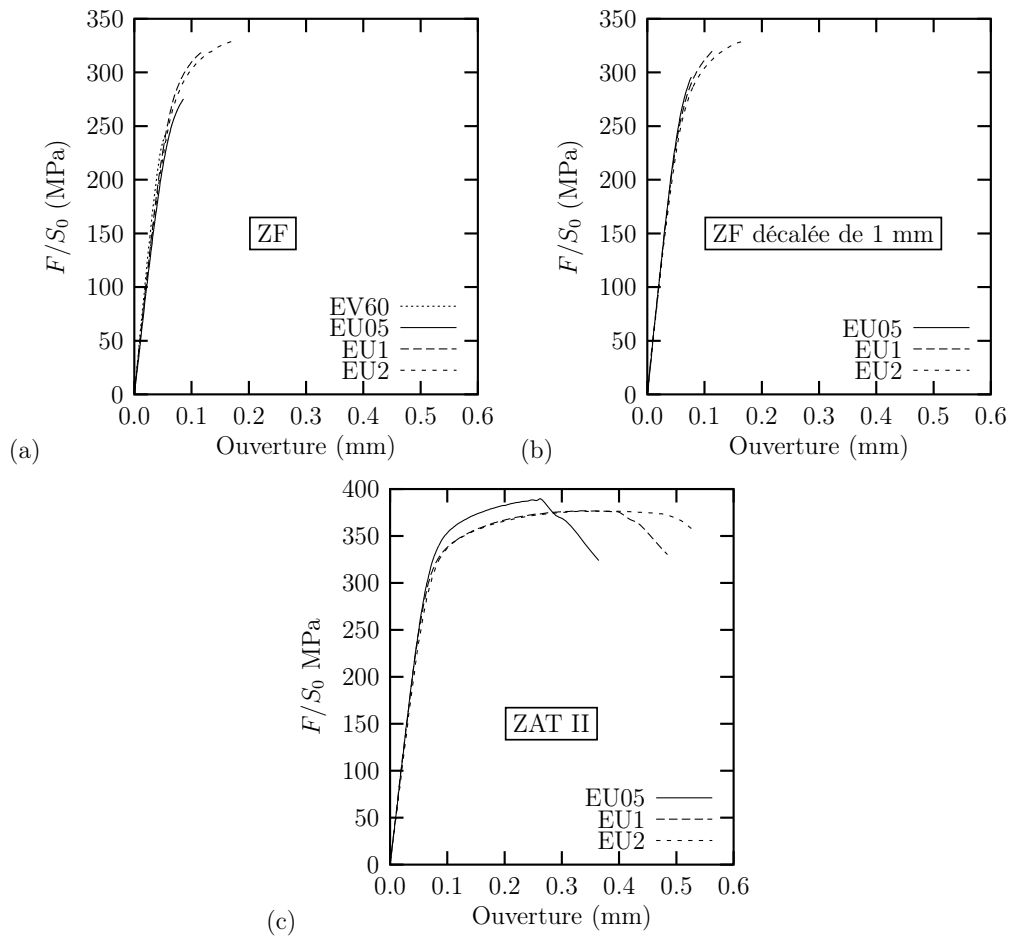 350
300
250
200
150
100
50
0
F/S0 (MPa)
ZF
EV60
EU05
EU1
EU2
0.0 0.1 0.2 0.3 0.4 0.5 0.6
Ouverture (mm)
(a)
350
300
250
200
150
100
50
0
F/S0 (MPa)
ZF décalée de 1 mm
EU05
EU1
EU2
0.0 0.1 0.2 0.3 0.4 0.5 0.6
Ouverture (mm)
(b)
400
350
300
250
200
150
100
50
0
F/S0 MPa
ZAT II
EU05
EU1
EU2
0.0 0.1 0.2 0.3 0.4 0.5 0.6
Ouverture (mm)
(c)